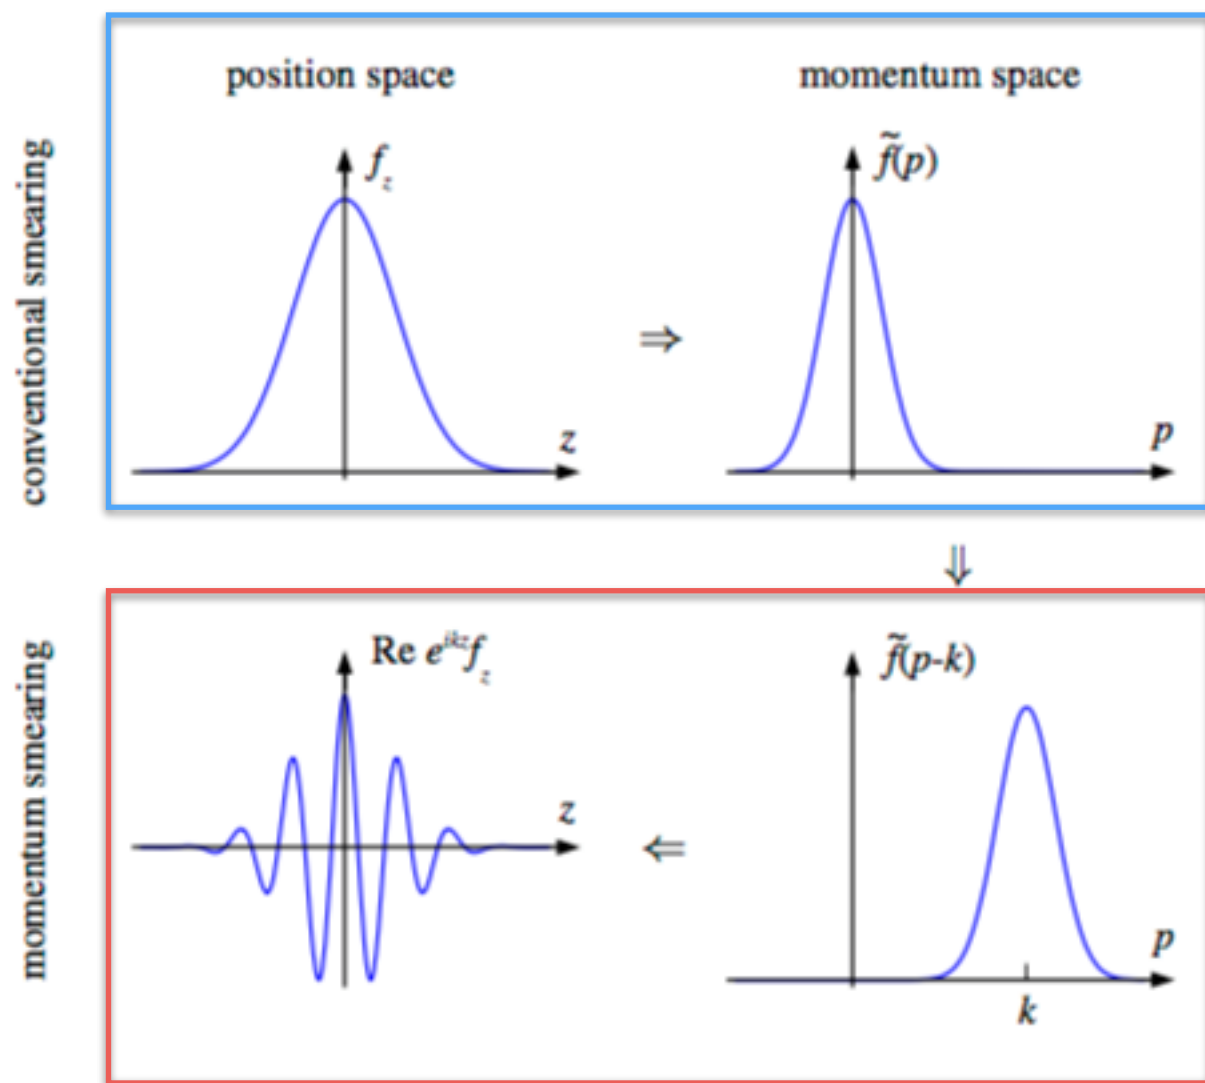 position space
momentum space
conventional smearing
f_z
f̃(p)
z
p
⇒
⇓
momentum smearing
Re e^{ikz}f_z
f̃(p-k)
z
⇐
p
k